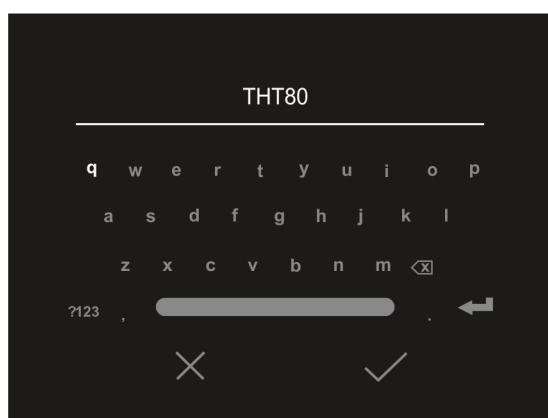 THT80
q w e r t y u i o p
a s d f g h j k l
z x c v b n m
?123 , .